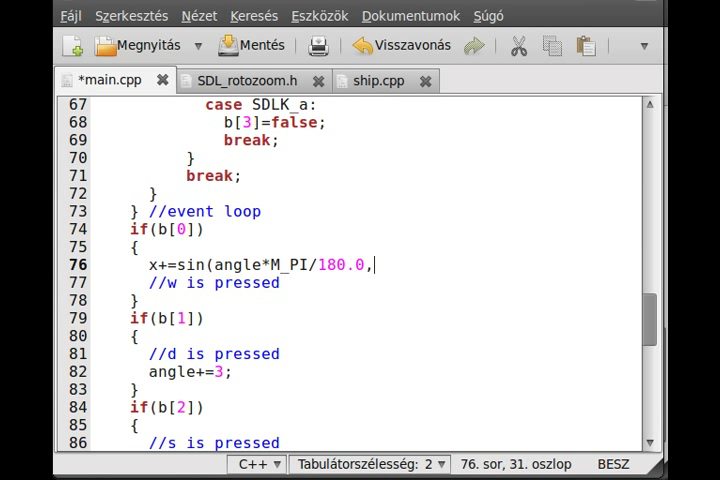 Fájl Szerkesztés Nézet Keresés Eszközök Dokumentumok Súgó
Megnyitás Mentés Visszavonás
*main.cpp SDL_rotozoom.h ship.cpp
67 case SDLK_a:
68 b[3]=false;
69 break;
70 }
71 break;
72 }
73 } //event loop
74 if(b[0])
75 {
76 x+=sin(angle*M_PI/180.0,
77 //w is pressed
78 }
79 if(b[1])
80 {
81 //d is pressed
82 angle+=3;
83 }
84 if(b[2])
85 {
86 //s is pressed
C++ Tabulátorszélesség: 2 76. sor, 31. oszlop BESZ